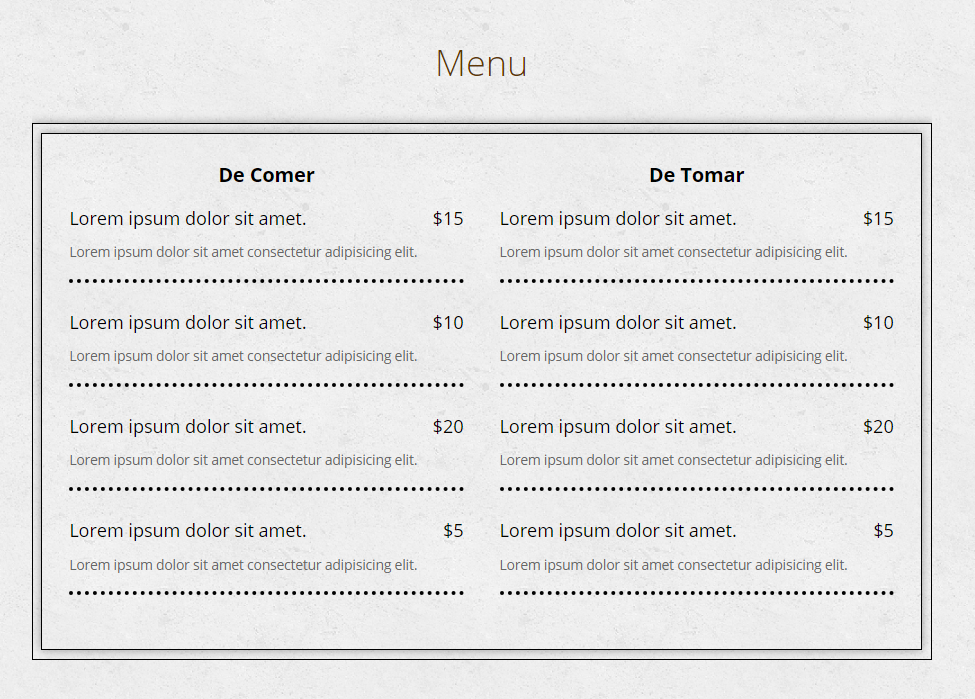 Menu
De Comer
Lorem ipsum dolor sit amet. $15
Lorem ipsum dolor sit amet consectetur adipisicing elit.
Lorem ipsum dolor sit amet. $10
Lorem ipsum dolor sit amet consectetur adipisicing elit.
Lorem ipsum dolor sit amet. $20
Lorem ipsum dolor sit amet consectetur adipisicing elit.
Lorem ipsum dolor sit amet. $5
Lorem ipsum dolor sit amet consectetur adipisicing elit.
De Tomar
Lorem ipsum dolor sit amet. $15
Lorem ipsum dolor sit amet consectetur adipisicing elit.
Lorem ipsum dolor sit amet. $10
Lorem ipsum dolor sit amet consectetur adipisicing elit.
Lorem ipsum dolor sit amet. $20
Lorem ipsum dolor sit amet consectetur adipisicing elit.
Lorem ipsum dolor sit amet. $5
Lorem ipsum dolor sit amet consectetur adipisicing elit.